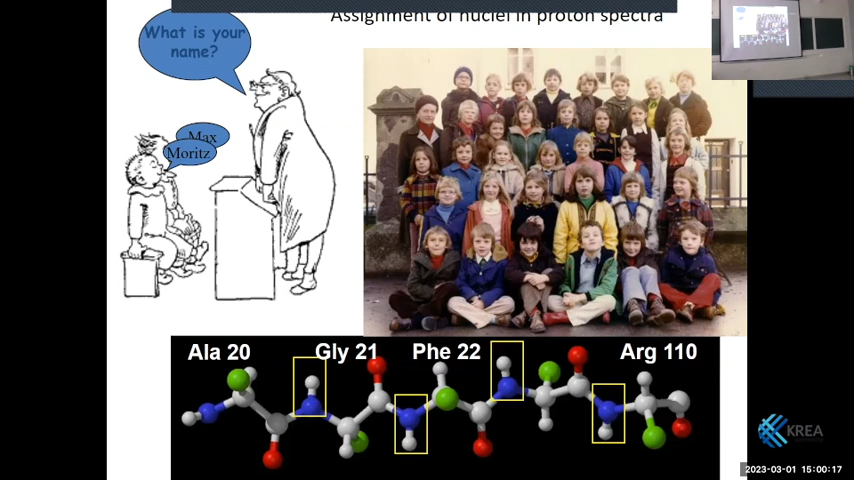 Assignment of nuclei in proton spectra
What is your
name?
Max
Moritz
Ala 20
Gly 21
Phe 22
Arg 110
KREA
2023-03-01 15:00:17